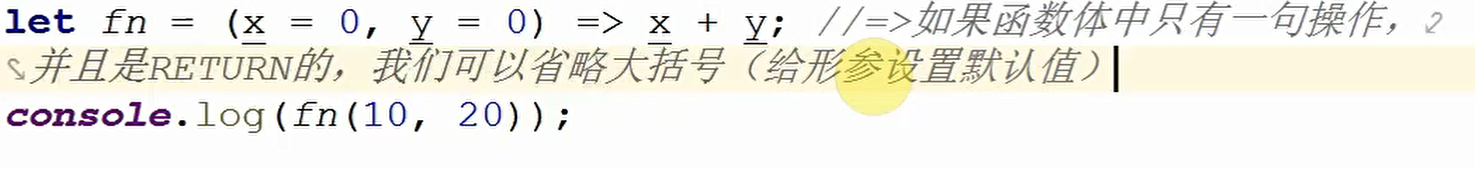 let fn = (x = 0, y = 0) => x + y; //=>如果函数体中只有一句操作，
并且是RETURN的，我们可以省略大括号（给形参设置默认值）
console.log(fn(10, 20));